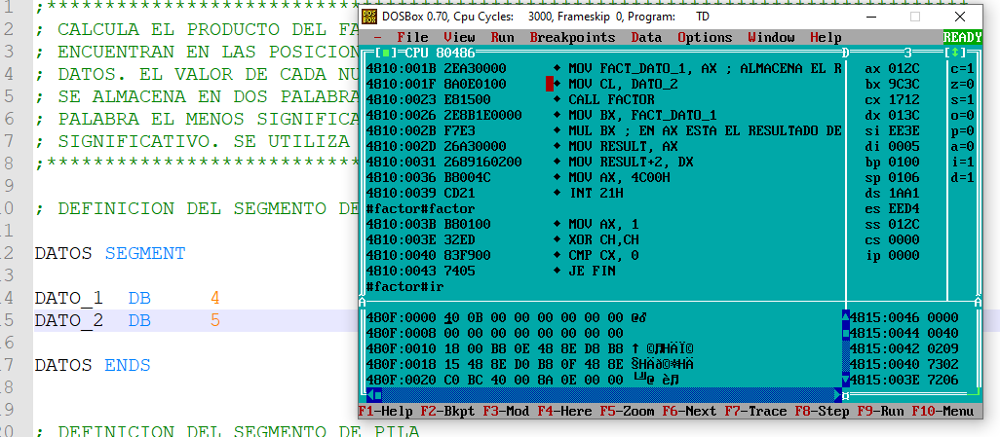 1 ;*******************************
2 ; CALCULA EL PRODUCTO DEL FA
3 ; ENCUENTRAN EN LAS POSICION
4 ; DATOS. EL VALOR DE CADA NU
5 ; SE ALMACENA EN DOS PALABRA
6 ; PALABRA EL MENOS SIGNIFICA
7 ; SIGNIFICATIVO. SE UTILIZA
8 ;*******************************
9
10 ; DEFINICION DEL SEGMENTO DE
11
12 DATOS SEGMENT
13
14 DATO_1 DB 4
15 DATO_2 DB 5
16
17 DATOS ENDS
18
19
20 ; DEFINICION DEL SEGMENTO DE PILA
DOSBox 0.70, Cpu Cycles: 3000, Frameskip 0, Program: TD
File View Run Breakpoints Data Options Window Help READY
CPU 80486 D 3
4810:001B 2EA30000 MOV FACT_DATO_1, AX ; ALMACENA EL R ax 012C c=1
4810:001F 8A0E0100 MOV CL, DATO_2 bx 9C3C z=0
4810:0023 E81500 CALL FACTOR cx 1712 s=1
4810:0026 2E8B1E0000 MOV BX, FACT_DATO_1 dx 013C o=0
4810:002B F7E3 MUL BX ; EN AX ESTA EL RESULTADO DE si EE3E p=0
4810:002D 26A30000 MOV RESULT, AX di 0005 a=0
4810:0031 2689160200 MOV RESULT+2, DX bp 0100 i=1
4810:0036 B8004C MOV AX, 4C00H sp 0106 d=1
4810:0039 CD21 INT 21H ds 1AA1
#factor#factor es EED4
4810:003B B80100 MOV AX, 1 ss 012C
4810:003E 32ED XOR CH,CH cs 0000
4810:0040 83F900 CMP CX, 0 ip 0000
4810:0043 7405 JE FIN
#factor#ir
480F:0000 40 0B 00 00 00 00 00 00 @♂ 4815:0046 0000
480F:0008 00 00 00 00 00 00 00 00 4815:0044 0040
480F:0010 18 00 B8 0E 48 8E D8 B8 4815:0042 0209
480F:0018 15 48 8E D0 B8 0F 48 8E 4815:0040 7302
480F:0020 C0 BC 40 00 8A 0E 00 00 4815:003E 7206
F1-Help F2-Bkpt F3-Mod F4-Here F5-Zoom F6-Next F7-Trace F8-Step F9-Run F10-Menu